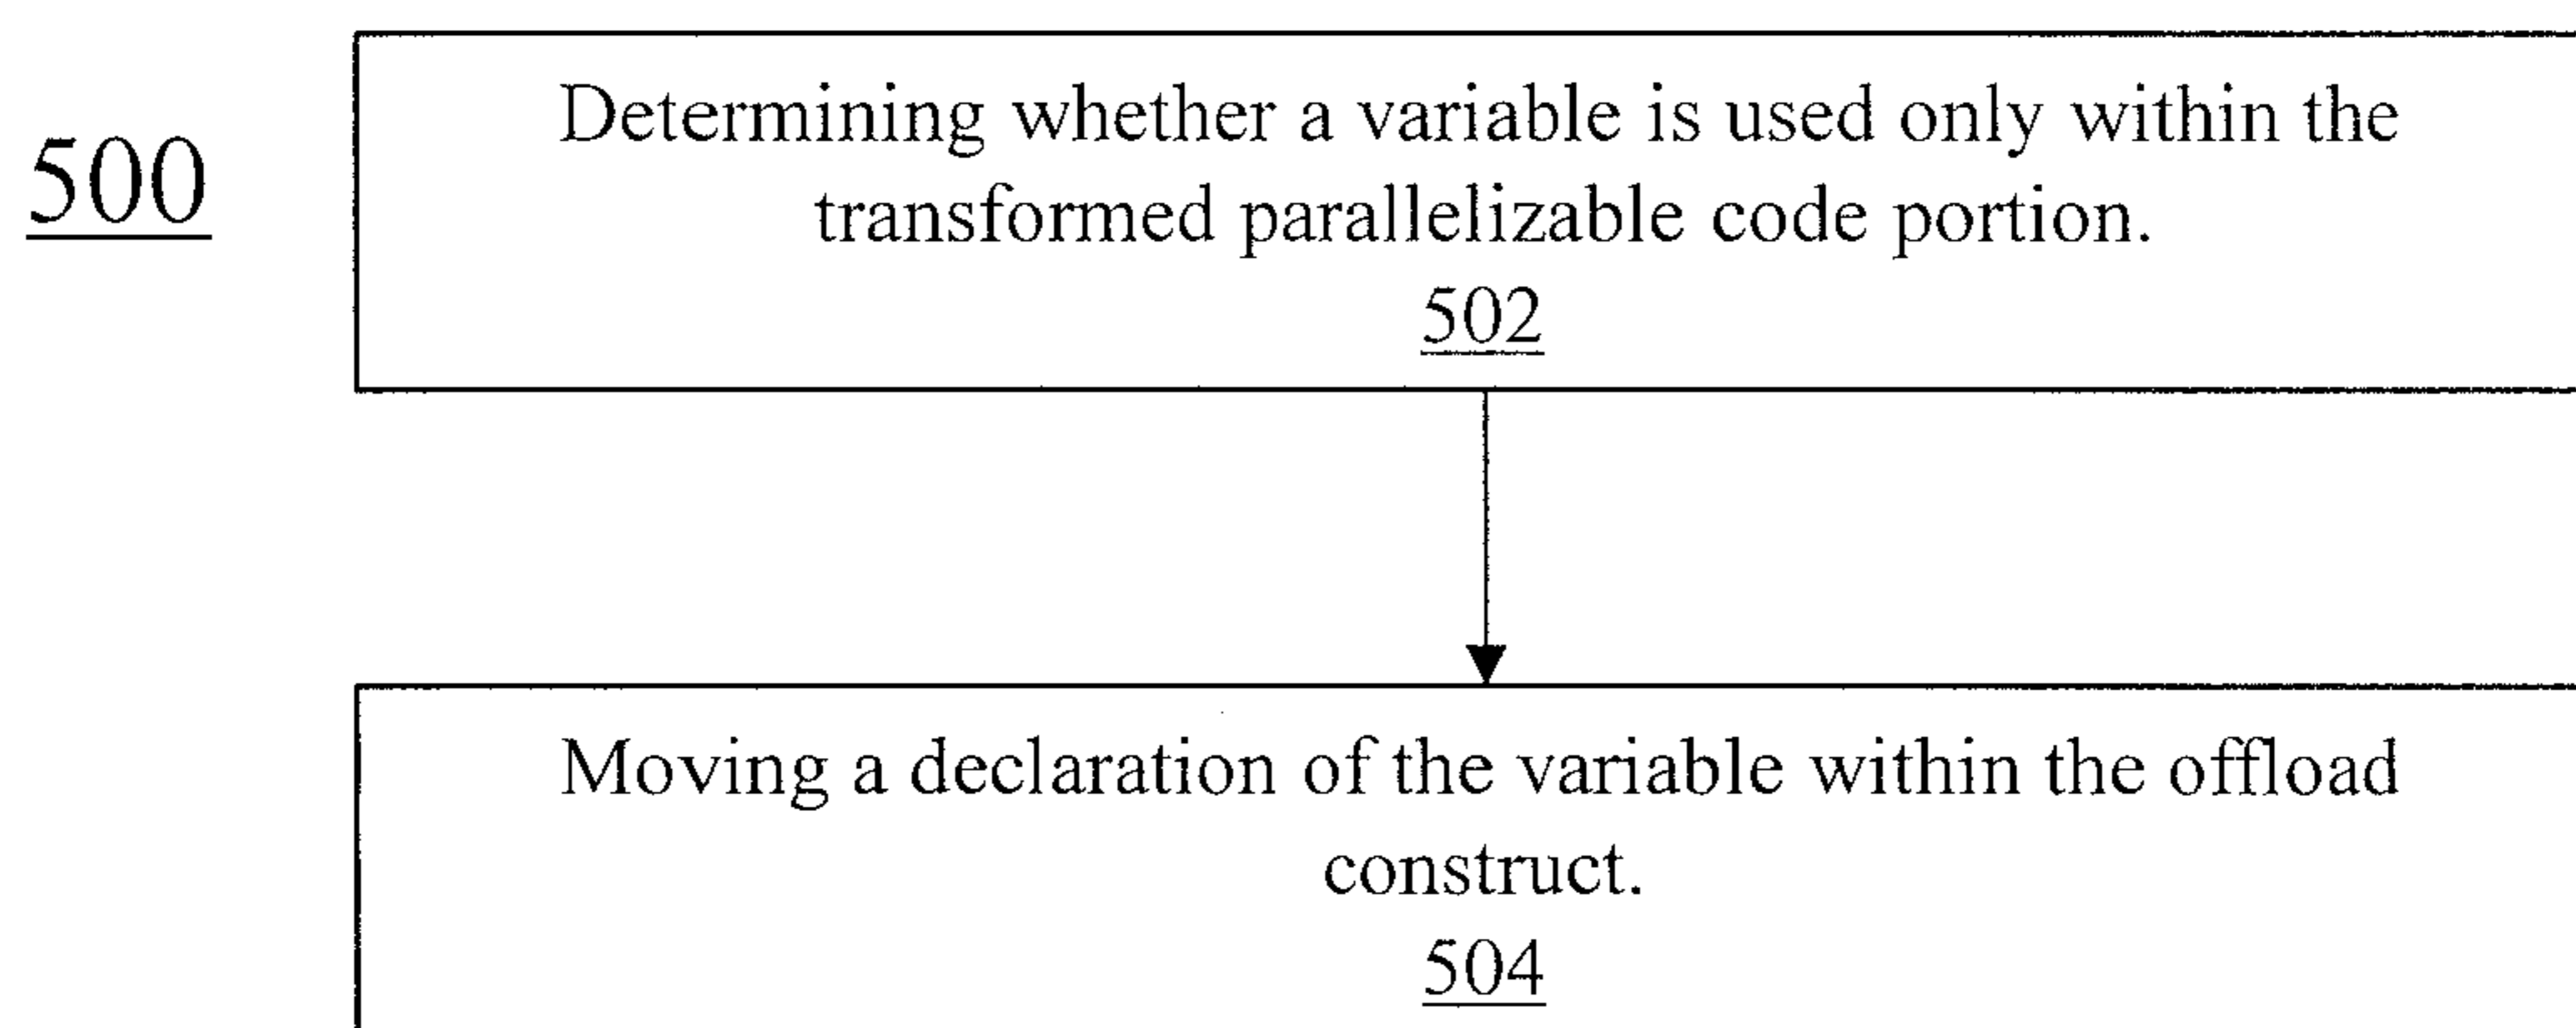 500
Determining whether a variable is used only within the
transformed parallelizable code portion.
502
Moving a declaration of the variable within the offload
construct.
504